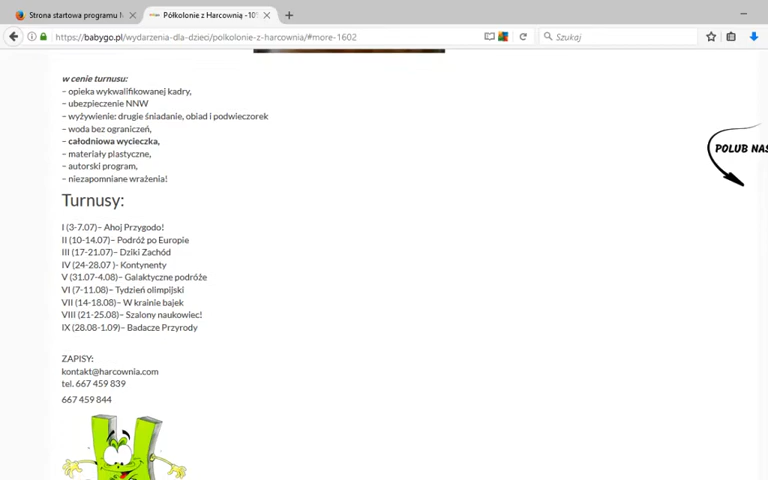 Strona startowa programu
Półkolonie z Harcownią -10
https://babygo.pl/wydarzenia-dla-dzieci/polkolonie-z-harcownia/#more-1602
Szukaj
w cenie turnusu:
– opieka wykwalifikowanej kadry,
– ubezpieczenie NNW
– wyżywienie: drugie śniadanie, obiad i podwieczorek
– woda bez ograniczeń,
– całodniowa wycieczka,
– materiały plastyczne,
– autorski program,
– niezapomniane wrażenia!
POLUB NAS
Turnusy:
I (3-7.07)– Ahoj Przygodo!
II (10-14.07)– Podróż po Europie
III (17-21.07)– Dziki Zachód
IV (24-28.07 )- Kontynenty
V (31.07-4.08)– Galaktyczne podróże
VI (7-11.08)– Tydzień olimpijski
VII (14-18.08)– W krainie bajek
VIII (21-25.08)– Szalony naukowiec!
IX (28.08-1.09)– Badacze Przyrody
ZAPISY:
kontakt@harcownia.com
tel. 667 459 839
667 459 844